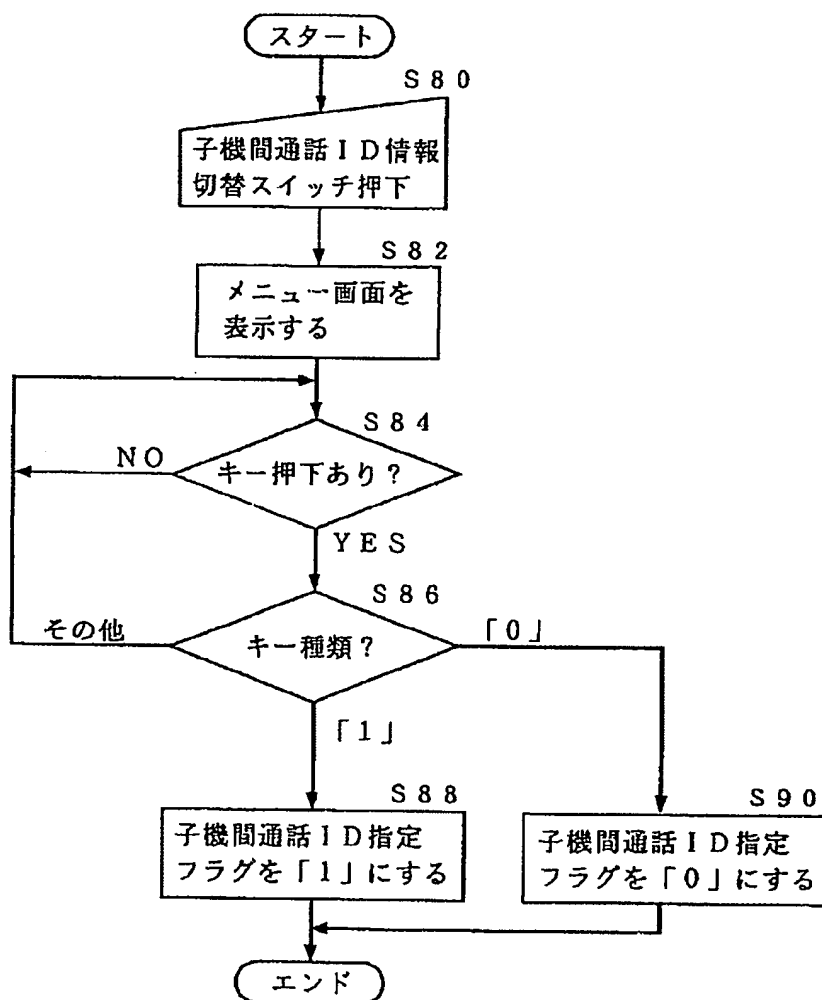 スタート
S80
子機間通話ID情報
切替スイッチ押下
S82
メニュー画面を
表示する
S84
キー押下あり?
NO
YES
S86
キー種類?
その他
「0」
「1」
S88
子機間通話ID指定
フラグを「1」にする
S90
子機間通話ID指定
フラグを「0」にする
エンド